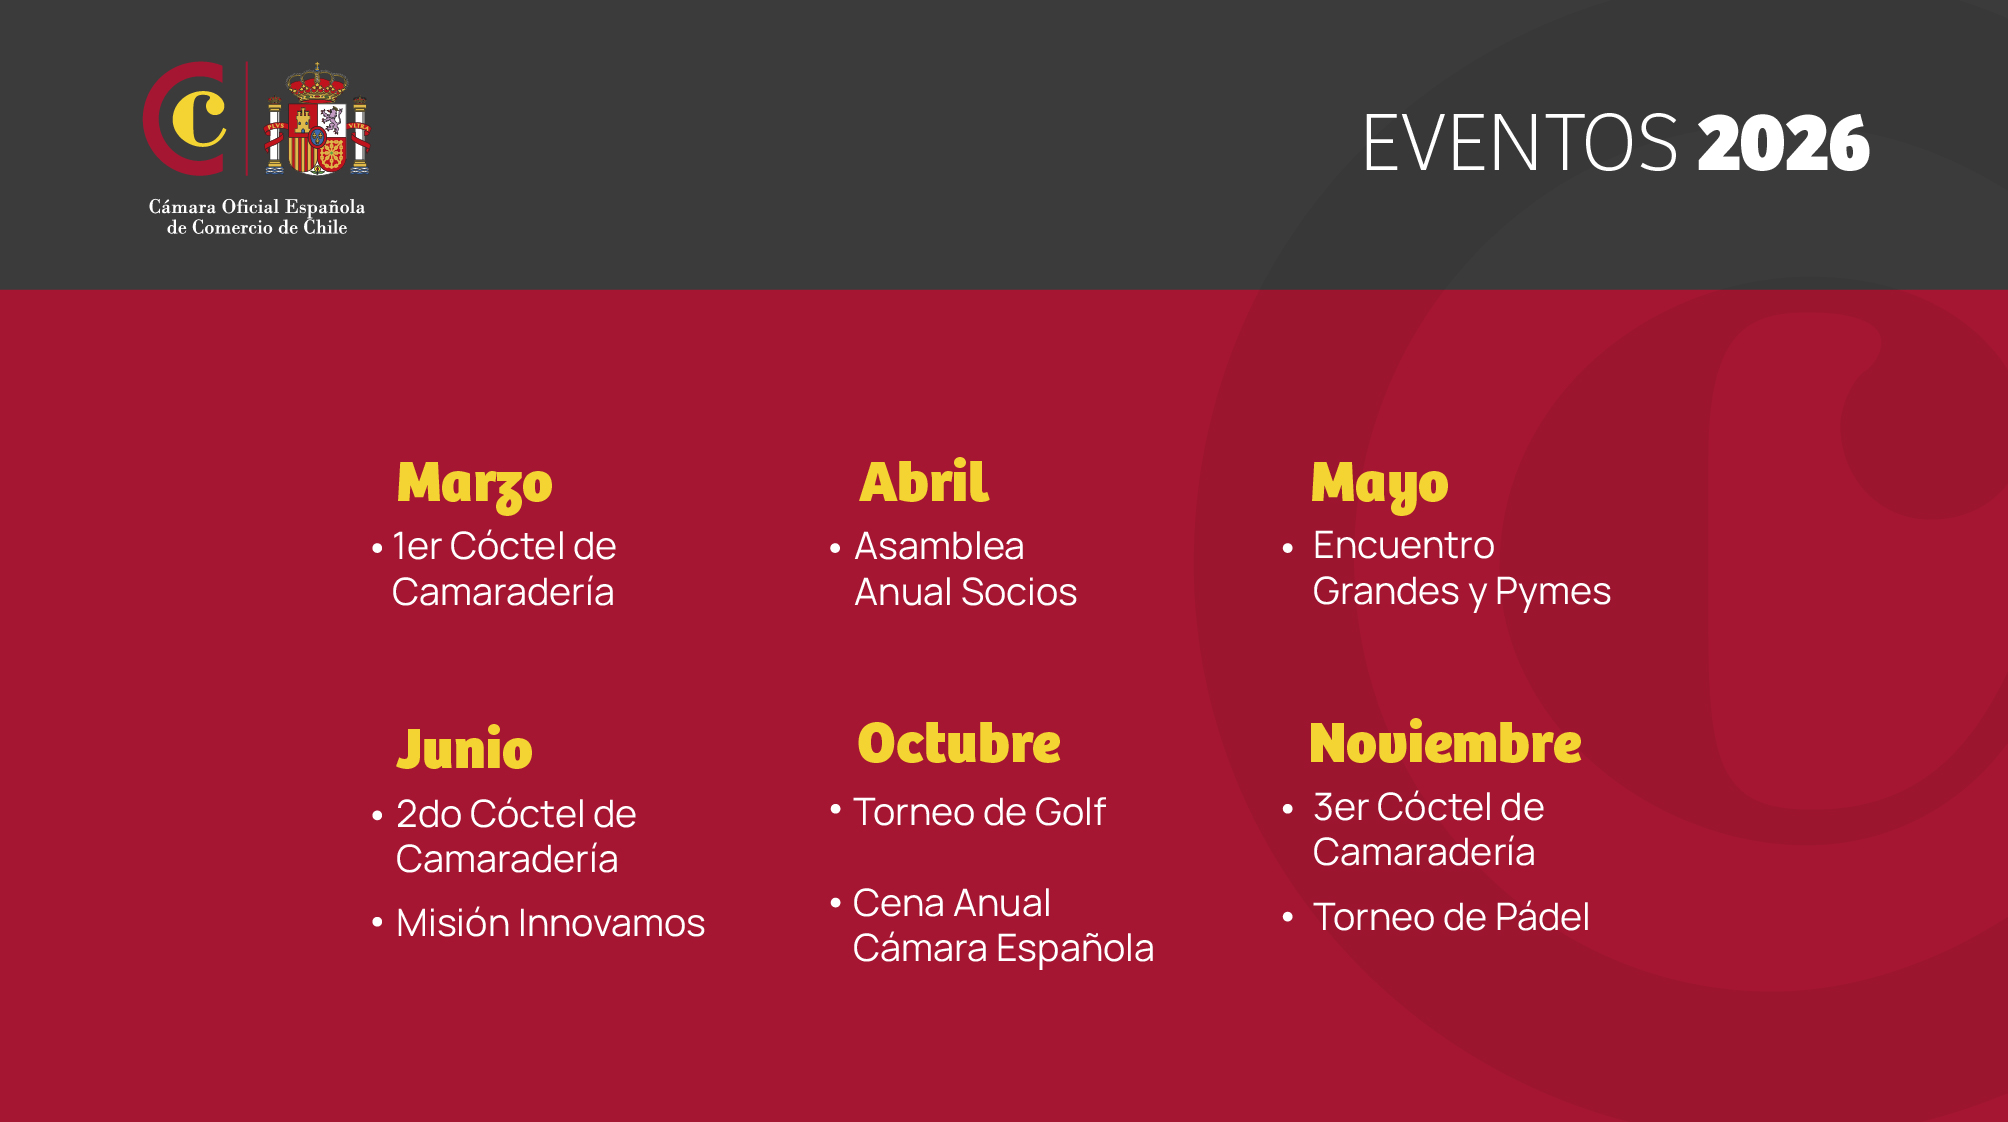 PLVS
VLTRA
Cámara Oficial Española
de Comercio de Chile
EVENTOS 2026
Marzo
• 1er Cóctel de
Camaradería
Abril
• Asamblea
Anual Socios
Mayo
• Encuentro
Grandes y Pymes
Junio
• 2do Cóctel de
Camaradería
• Misión Innovamos
Octubre
• Torneo de Golf
• Cena Anual
Cámara Española
Noviembre
• 3er Cóctel de
Camaradería
• Torneo de Pádel